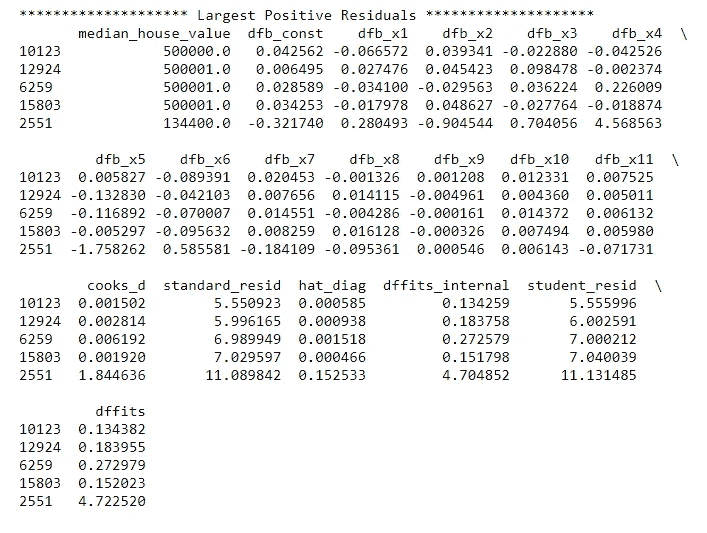 ******************** Largest Positive Residuals ********************
median_house_value dfb_const dfb_x1 dfb_x2 dfb_x3 dfb_x4 \
10123 500000.0 0.042562 -0.066572 0.039341 -0.022880 -0.042526
12924 500001.0 0.006495 0.027476 0.045423 0.098478 -0.002374
6259 500001.0 0.028589 -0.034100 -0.029563 0.036224 0.226009
15803 500001.0 0.034253 -0.017978 0.048627 -0.027764 -0.018874
2551 134400.0 -0.321740 0.280493 -0.904544 0.704056 4.568563
dfb_x5 dfb_x6 dfb_x7 dfb_x8 dfb_x9 dfb_x10 dfb_x11 \
10123 0.005827 -0.089391 0.020453 -0.001326 0.001208 0.012331 0.007525
12924 -0.132830 -0.042103 0.007656 0.014115 -0.004961 0.004360 0.005011
6259 -0.116892 -0.070007 0.014551 -0.004286 -0.000161 0.014372 0.006132
15803 -0.005297 -0.095632 0.008259 0.016128 -0.000326 0.007494 0.005980
2551 -1.758262 0.585581 -0.184109 -0.095361 0.000546 0.006143 -0.071731
cooks_d standard_resid hat_diag dffits_internal student_resid \
10123 0.001502 5.550923 0.000585 0.134259 5.555996
12924 0.002814 5.996165 0.000938 0.183758 6.002591
6259 0.006192 6.989949 0.001518 0.272579 7.000212
15803 0.001920 7.029597 0.000466 0.151798 7.040039
2551 1.844636 11.089842 0.152533 4.704852 11.131485
dffits
10123 0.134382
12924 0.183955
6259 0.272979
15803 0.152023
2551 4.722520